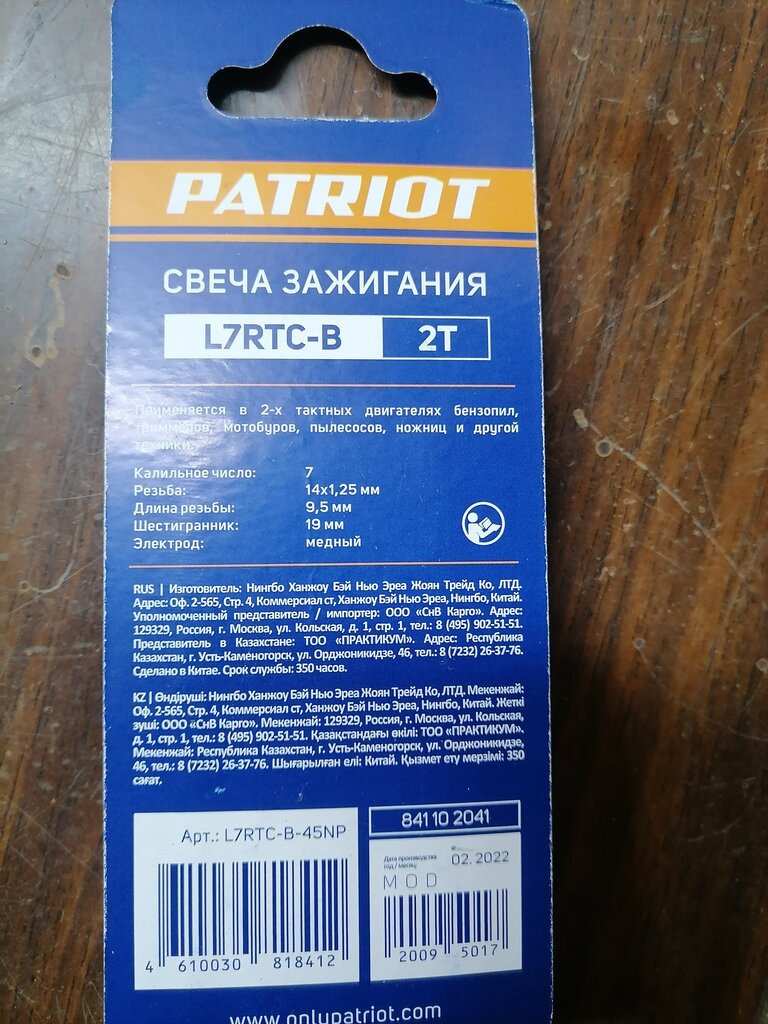 PATRIOT
СВЕЧА ЗАЖИГАНИЯ
L7RTC-B 2T
Применяется в 2-х тактных двигателях бензопил,
триммеров, мотобуров, пылесосов, ножниц и другой
техники.
Калильное число: 7
Резьба: 14х1,25 мм
Длина резьбы: 9,5 мм
Шестигранник: 19 мм
Электрод: медный
RUS | Изготовитель: Нингбо Ханжоу Бэй Нью Эреа Жоян Трейд Ко, ЛТД.
Адрес: Оф. 2-565, Стр. 4, Коммерсиал ст, Ханжоу Бэй Нью Эреа, Нингбо, Китай.
Уполномоченный представитель / импортер: ООО «СнВ Карго». Адрес:
129329, Россия, г. Москва, ул. Кольская, д. 1, стр. 1, тел.: 8 (495) 902-51-51.
Представитель в Казахстане: ТОО «ПРАКТИКУМ». Адрес: Республика
Казахстан, г. Усть-Каменогорск, ул. Орджоникидзе, 46, тел.: 8 (7232) 26-37-76.
Сделано в Китае. Срок службы: 350 часов.
KZ | Өндіруші: Нингбо Ханжоу Бэй Нью Эреа Жоян Трейд Ко, ЛТД. Мекенжай:
Оф. 2-565, Стр. 4, Коммерсиал ст, Ханжоу Бэй Нью Эреа, Нингбо, Китай. Жеткі
зуші: ООО «СнВ Карго». Мекенжай: 129329, Россия, г. Москва, ул. Кольская,
д. 1, стр. 1, тел.: 8 (495) 902-51-51. Қазақстандағы өкілі: ТОО «ПРАКТИКУМ».
Мекенжай: Республика Казахстан, г. Усть-Каменогорск, ул. Орджоникидзе,
46, тел.: 8 (7232) 26-37-76. Шығарылған елі: Китай. Қызмет ету мерзімі: 350
сағат.
Арт.: L7RTC-B-45NP
4 610030 818412
841 10 2041
Дата производства
год / месяц:
02.2022
MOD
2009 5017
www.onlypatriot.com